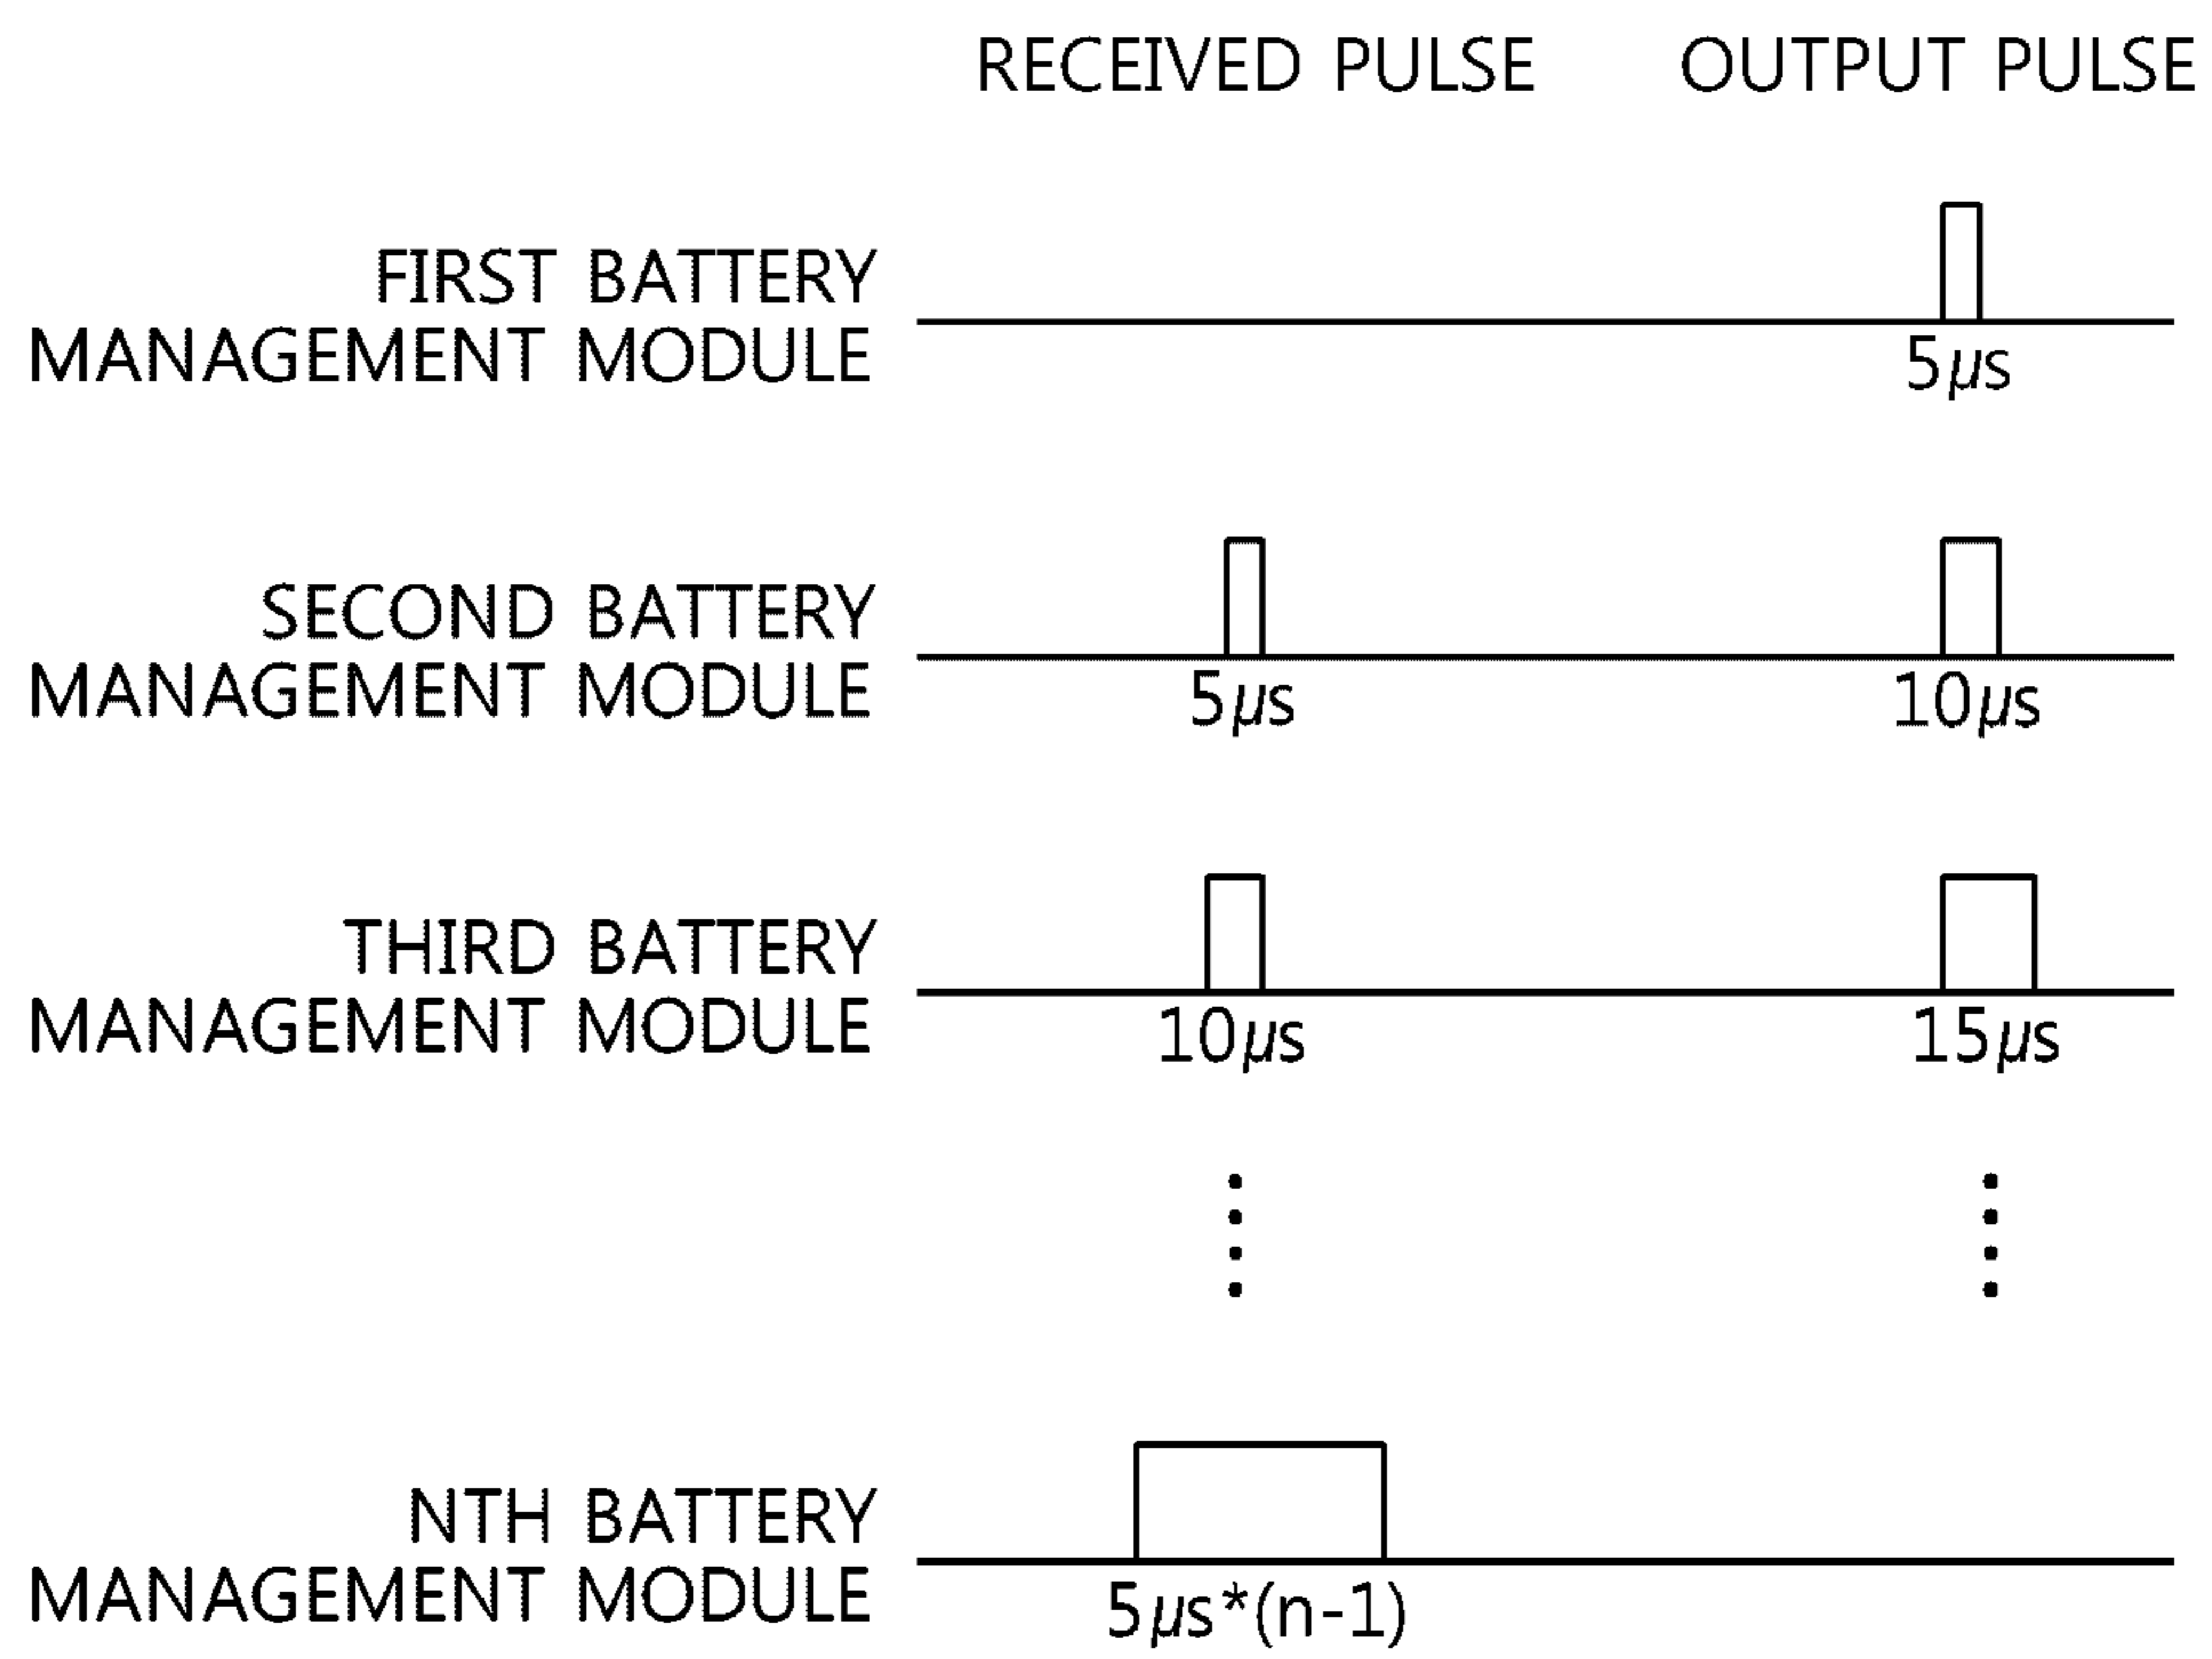 RECEIVED PULSE OUTPUT PULSE
FIRST BATTERY
MANAGEMENT MODULE
5µs
SECOND BATTERY
MANAGEMENT MODULE
5µs 10µs
THIRD BATTERY
MANAGEMENT MODULE
10µs 15µs
NTH BATTERY
MANAGEMENT MODULE
5µs*(n-1)